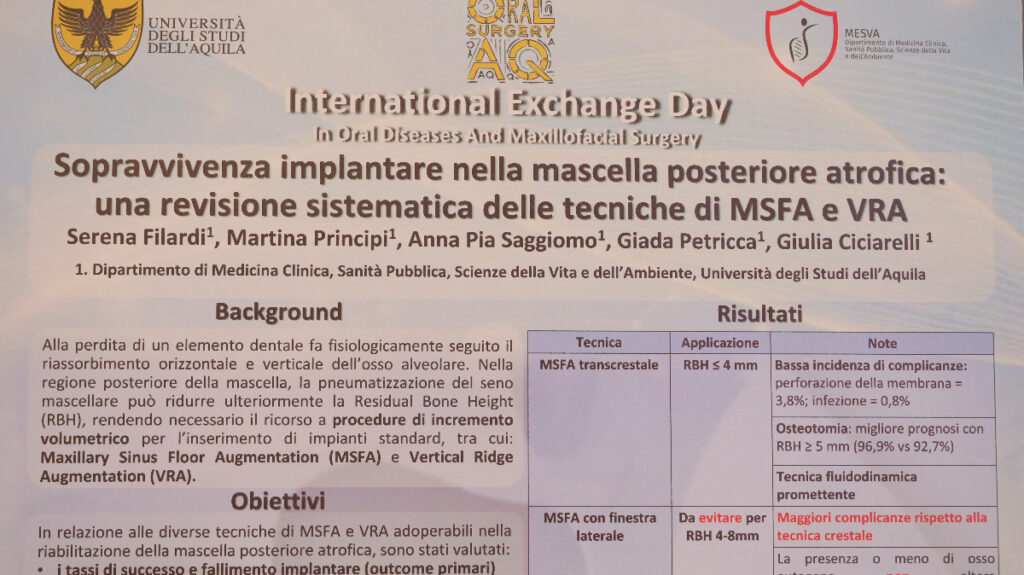 UNIVERSITÀ
DEGLI STUDI
DELL'AQUILA
ORAL
SURGERY
AQ
MESVA
Dipartimento di Medicina Clinica,
Sanità Pubblica, Scienze della Vita
e dell'Ambiente
International Exchange Day
In Oral Diseases And Maxillofacial Surgery
Sopravvivenza implantare nella mascella posteriore atrofica:
una revisione sistematica delle tecniche di MSFA e VRA
Serena Filardi¹, Martina Principi¹, Anna Pia Saggiomo¹, Giada Petricca¹, Giulia Ciciarelli ¹
1. Dipartimento di Medicina Clinica, Sanità Pubblica, Scienze della Vita e dell'Ambiente, Università degli Studi dell'Aquila
Background
Alla perdita di un elemento dentale fa fisiologicamente seguito il
riassorbimento orizzontale e verticale dell'osso alveolare. Nella
regione posteriore della mascella, la pneumatizzazione del seno
mascellare può ridurre ulteriormente la Residual Bone Height
(RBH), rendendo necessario il ricorso a procedure di incremento
volumetrico per l'inserimento di impianti standard, tra cui:
Maxillary Sinus Floor Augmentation (MSFA) e Vertical Ridge
Augmentation (VRA).
Obiettivi
In relazione alle diverse tecniche di MSFA e VRA adoperabili nella
riabilitazione della mascella posteriore atrofica, sono stati valutati:
• i tassi di successo e fallimento implantare (outcome primari)
Risultati
Tecnica Applicazione Note
MSFA transcrestale RBH ≤ 4 mm Bassa incidenza di complicanze:
perforazione della membrana =
3,8%; infezione = 0,8%
Osteotomia: migliore prognosi con
RBH ≥ 5 mm (96,9% vs 92,7%)
Tecnica fluidodinamica
promettente
MSFA con finestra Da evitare per Maggiori complicanze rispetto alla
laterale RBH 4-8mm tecnica crestale
La presenza o meno di osso